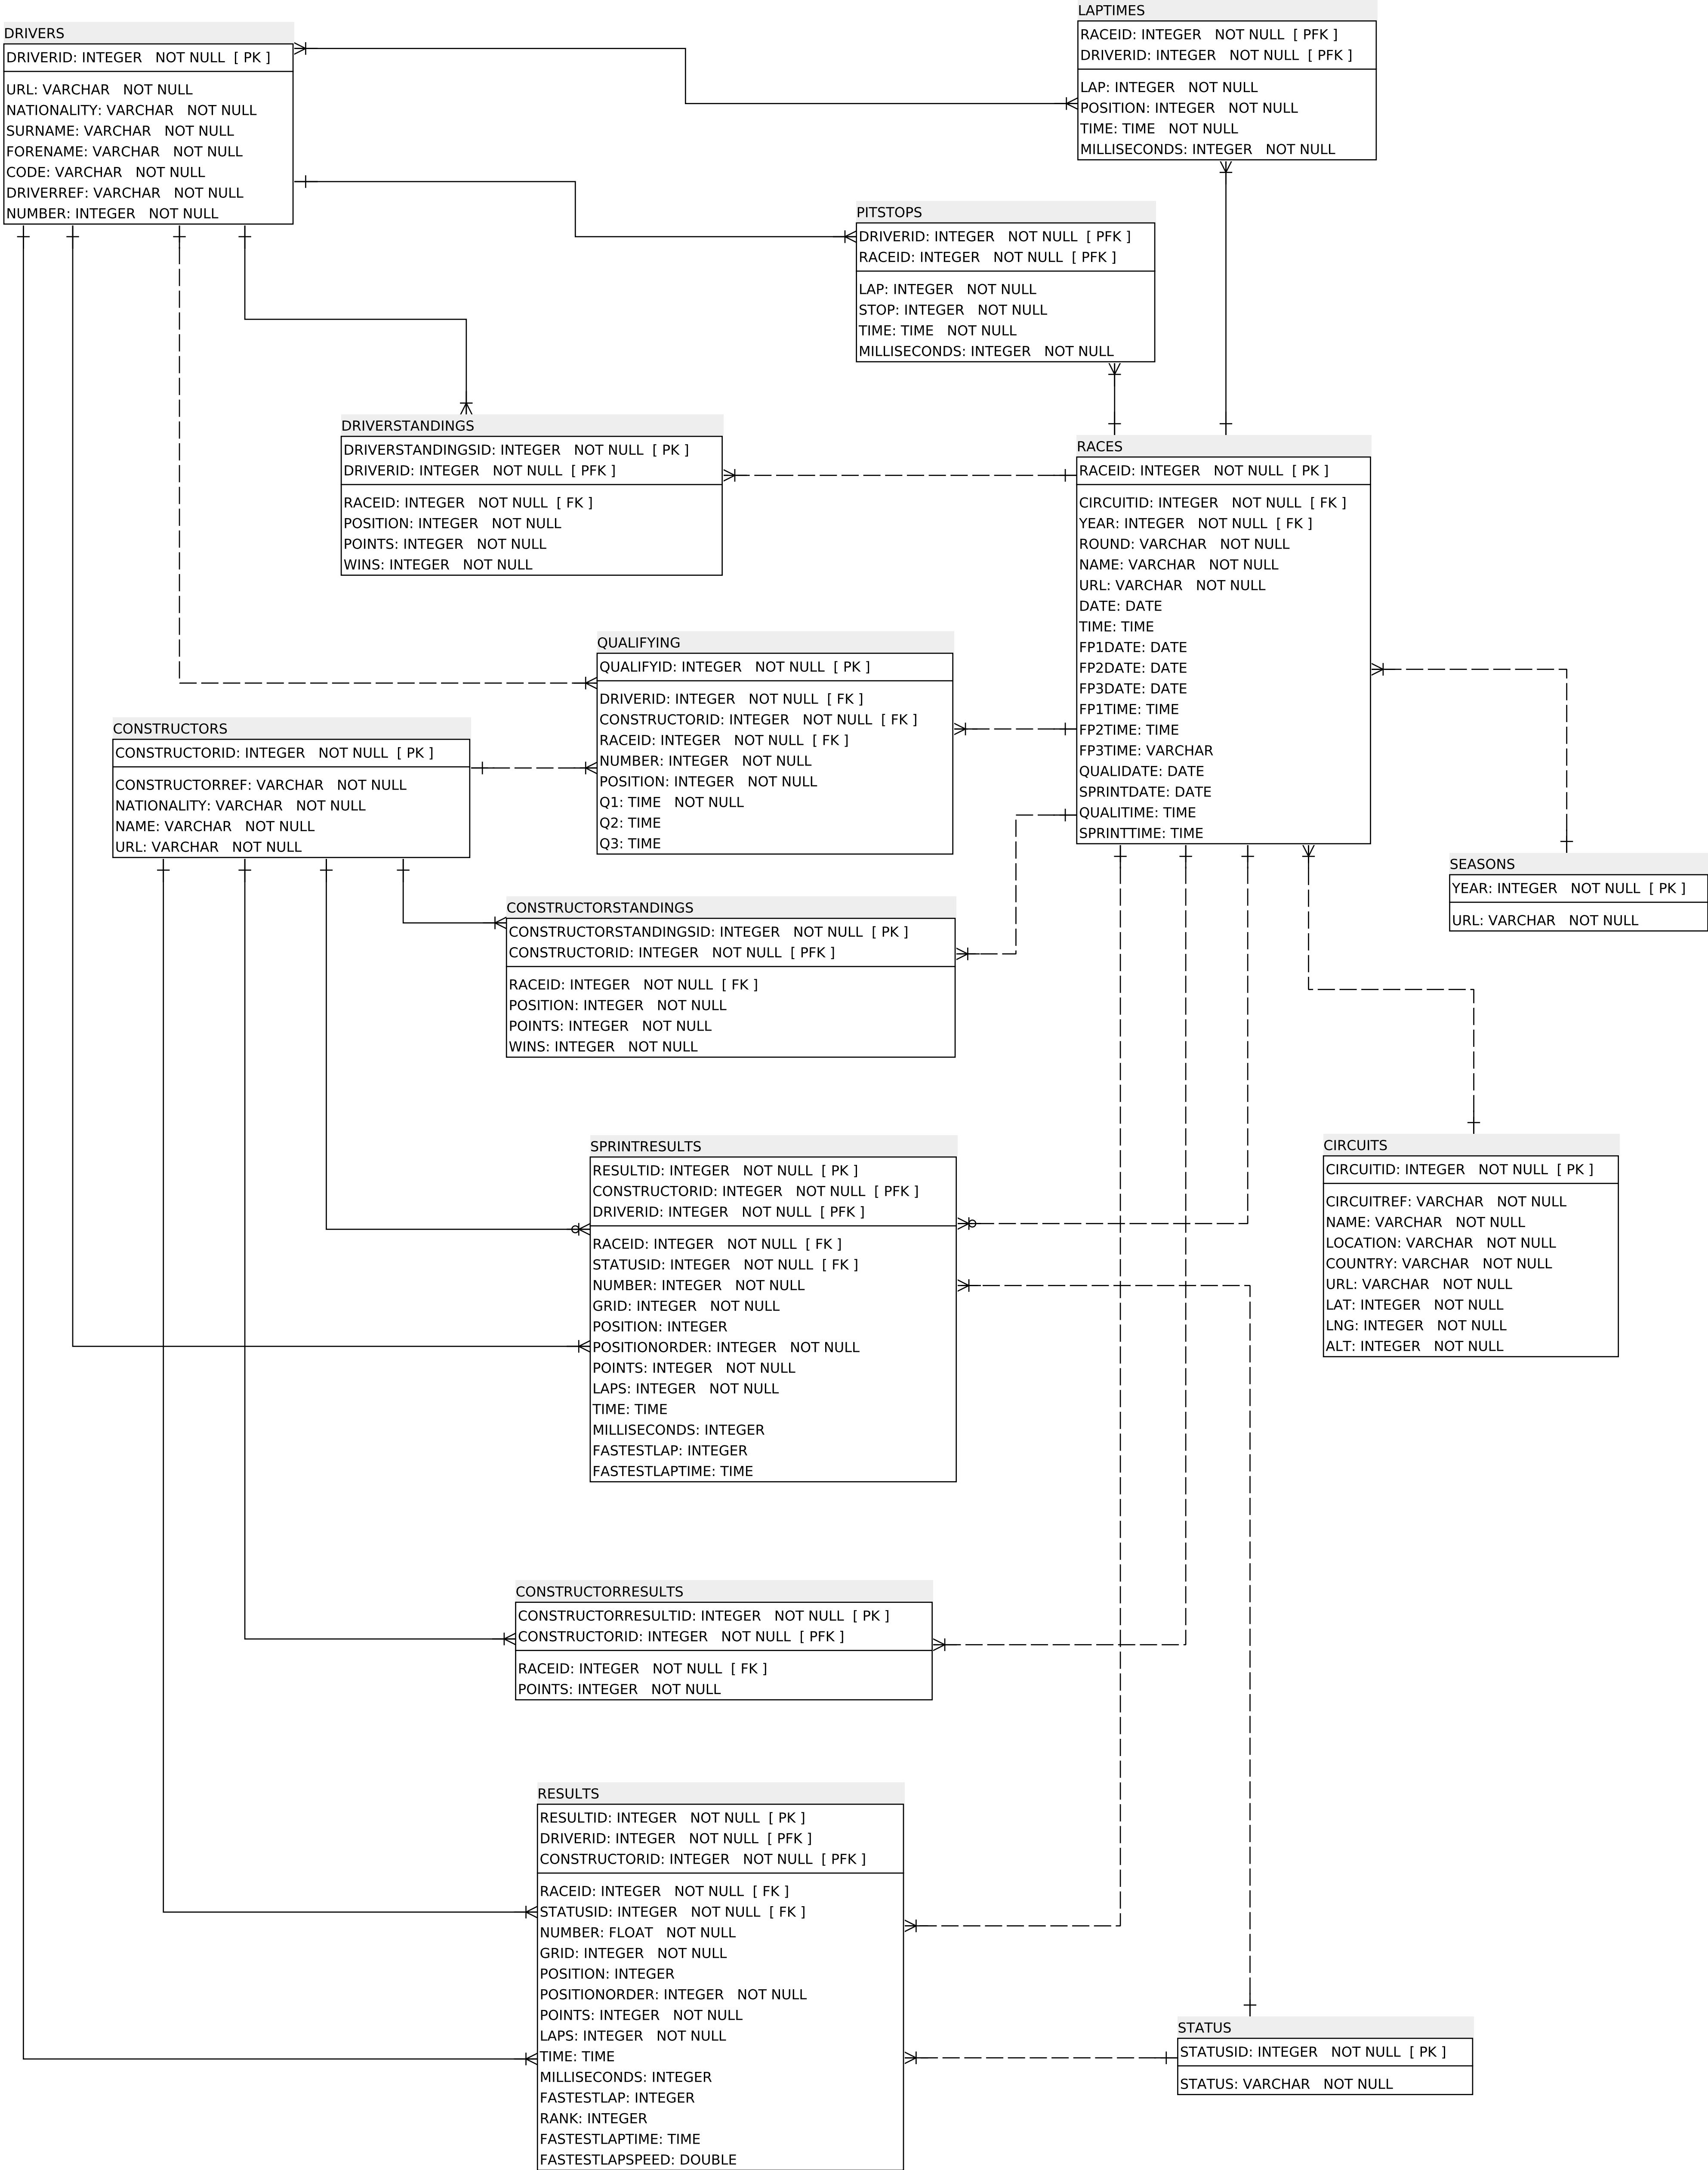 DRIVERS
DRIVERID: INTEGER NOT NULL [ PK ]
URL: VARCHAR NOT NULL
NATIONALITY: VARCHAR NOT NULL
SURNAME: VARCHAR NOT NULL
FORENAME: VARCHAR NOT NULL
CODE: VARCHAR NOT NULL
DRIVERREF: VARCHAR NOT NULL
NUMBER: INTEGER NOT NULL
LAPTIMES
RACEID: INTEGER NOT NULL [ PFK ]
DRIVERID: INTEGER NOT NULL [ PFK ]
LAP: INTEGER NOT NULL
POSITION: INTEGER NOT NULL
TIME: TIME NOT NULL
MILLISECONDS: INTEGER NOT NULL
PITSTOPS
DRIVERID: INTEGER NOT NULL [ PFK ]
RACEID: INTEGER NOT NULL [ PFK ]
LAP: INTEGER NOT NULL
STOP: INTEGER NOT NULL
TIME: TIME NOT NULL
MILLISECONDS: INTEGER NOT NULL
DRIVERSTANDINGS
DRIVERSTANDINGSID: INTEGER NOT NULL [ PK ]
DRIVERID: INTEGER NOT NULL [ PFK ]
RACEID: INTEGER NOT NULL [ FK ]
POSITION: INTEGER NOT NULL
POINTS: INTEGER NOT NULL
WINS: INTEGER NOT NULL
RACES
RACEID: INTEGER NOT NULL [ PK ]
CIRCUITID: INTEGER NOT NULL [ FK ]
YEAR: INTEGER NOT NULL [ FK ]
ROUND: VARCHAR NOT NULL
NAME: VARCHAR NOT NULL
URL: VARCHAR NOT NULL
DATE: DATE
TIME: TIME
FP1DATE: DATE
FP2DATE: DATE
FP3DATE: DATE
FP1TIME: TIME
FP2TIME: TIME
FP3TIME: VARCHAR
QUALIDATE: DATE
SPRINTDATE: DATE
QUALITIME: TIME
SPRINTTIME: TIME
QUALIFYING
QUALIFYID: INTEGER NOT NULL [ PK ]
DRIVERID: INTEGER NOT NULL [ FK ]
CONSTRUCTORID: INTEGER NOT NULL [ FK ]
RACEID: INTEGER NOT NULL [ FK ]
NUMBER: INTEGER NOT NULL
POSITION: INTEGER NOT NULL
Q1: TIME NOT NULL
Q2: TIME
Q3: TIME
CONSTRUCTORS
CONSTRUCTORID: INTEGER NOT NULL [ PK ]
CONSTRUCTORREF: VARCHAR NOT NULL
NATIONALITY: VARCHAR NOT NULL
NAME: VARCHAR NOT NULL
URL: VARCHAR NOT NULL
SEASONS
YEAR: INTEGER NOT NULL [ PK ]
URL: VARCHAR NOT NULL
CONSTRUCTORSTANDINGS
CONSTRUCTORSTANDINGSID: INTEGER NOT NULL [ PK ]
CONSTRUCTORID: INTEGER NOT NULL [ PFK ]
RACEID: INTEGER NOT NULL [ FK ]
POSITION: INTEGER NOT NULL
POINTS: INTEGER NOT NULL
WINS: INTEGER NOT NULL
SPRINTRESULTS
RESULTID: INTEGER NOT NULL [ PK ]
CONSTRUCTORID: INTEGER NOT NULL [ PFK ]
DRIVERID: INTEGER NOT NULL [ PFK ]
RACEID: INTEGER NOT NULL [ FK ]
STATUSID: INTEGER NOT NULL [ FK ]
NUMBER: INTEGER NOT NULL
GRID: INTEGER NOT NULL
POSITION: INTEGER
POSITIONORDER: INTEGER NOT NULL
POINTS: INTEGER NOT NULL
LAPS: INTEGER NOT NULL
TIME: TIME
MILLISECONDS: INTEGER
FASTESTLAP: INTEGER
FASTESTLAPTIME: TIME
CIRCUITS
CIRCUITID: INTEGER NOT NULL [ PK ]
CIRCUITREF: VARCHAR NOT NULL
NAME: VARCHAR NOT NULL
LOCATION: VARCHAR NOT NULL
COUNTRY: VARCHAR NOT NULL
URL: VARCHAR NOT NULL
LAT: INTEGER NOT NULL
LNG: INTEGER NOT NULL
ALT: INTEGER NOT NULL
CONSTRUCTORRESULTS
CONSTRUCTORRESULTID: INTEGER NOT NULL [ PK ]
CONSTRUCTORID: INTEGER NOT NULL [ PFK ]
RACEID: INTEGER NOT NULL [ FK ]
POINTS: INTEGER NOT NULL
RESULTS
RESULTID: INTEGER NOT NULL [ PK ]
DRIVERID: INTEGER NOT NULL [ PFK ]
CONSTRUCTORID: INTEGER NOT NULL [ PFK ]
RACEID: INTEGER NOT NULL [ FK ]
STATUSID: INTEGER NOT NULL [ FK ]
NUMBER: FLOAT NOT NULL
GRID: INTEGER NOT NULL
POSITION: INTEGER
POSITIONORDER: INTEGER NOT NULL
POINTS: INTEGER NOT NULL
LAPS: INTEGER NOT NULL
TIME: TIME
MILLISECONDS: INTEGER
FASTESTLAP: INTEGER
RANK: INTEGER
FASTESTLAPTIME: TIME
FASTESTLAPSPEED: DOUBLE
STATUS
STATUSID: INTEGER NOT NULL [ PK ]
STATUS: VARCHAR NOT NULL